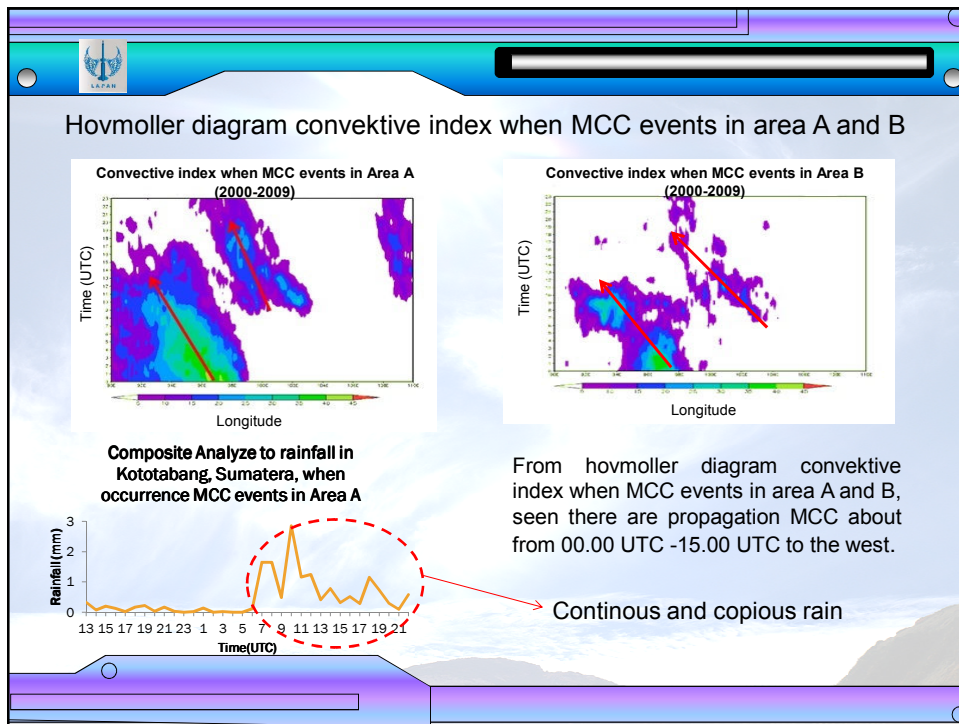 LAPAN
Hovmoller diagram convektive index when MCC events in area A and B
Convective index when MCC events in Area A
(2000-2009)
Time (UTC)
Longitude
Convective index when MCC events in Area B
(2000-2009)
Time (UTC)
Longitude
Composite Analyze to rainfall in
Kototabang, Sumatera, when
occurrence MCC events in Area A
Rainfall(mm)
3
2
1
0
13 15 17 19 21 23 1 3 5 7 9 11 13 15 17 19 21
Time(UTC)
From hovmoller diagram convektive
index when MCC events in area A and B,
seen there are propagation MCC about
from 00.00 UTC -15.00 UTC to the west.
Continous and copious rain